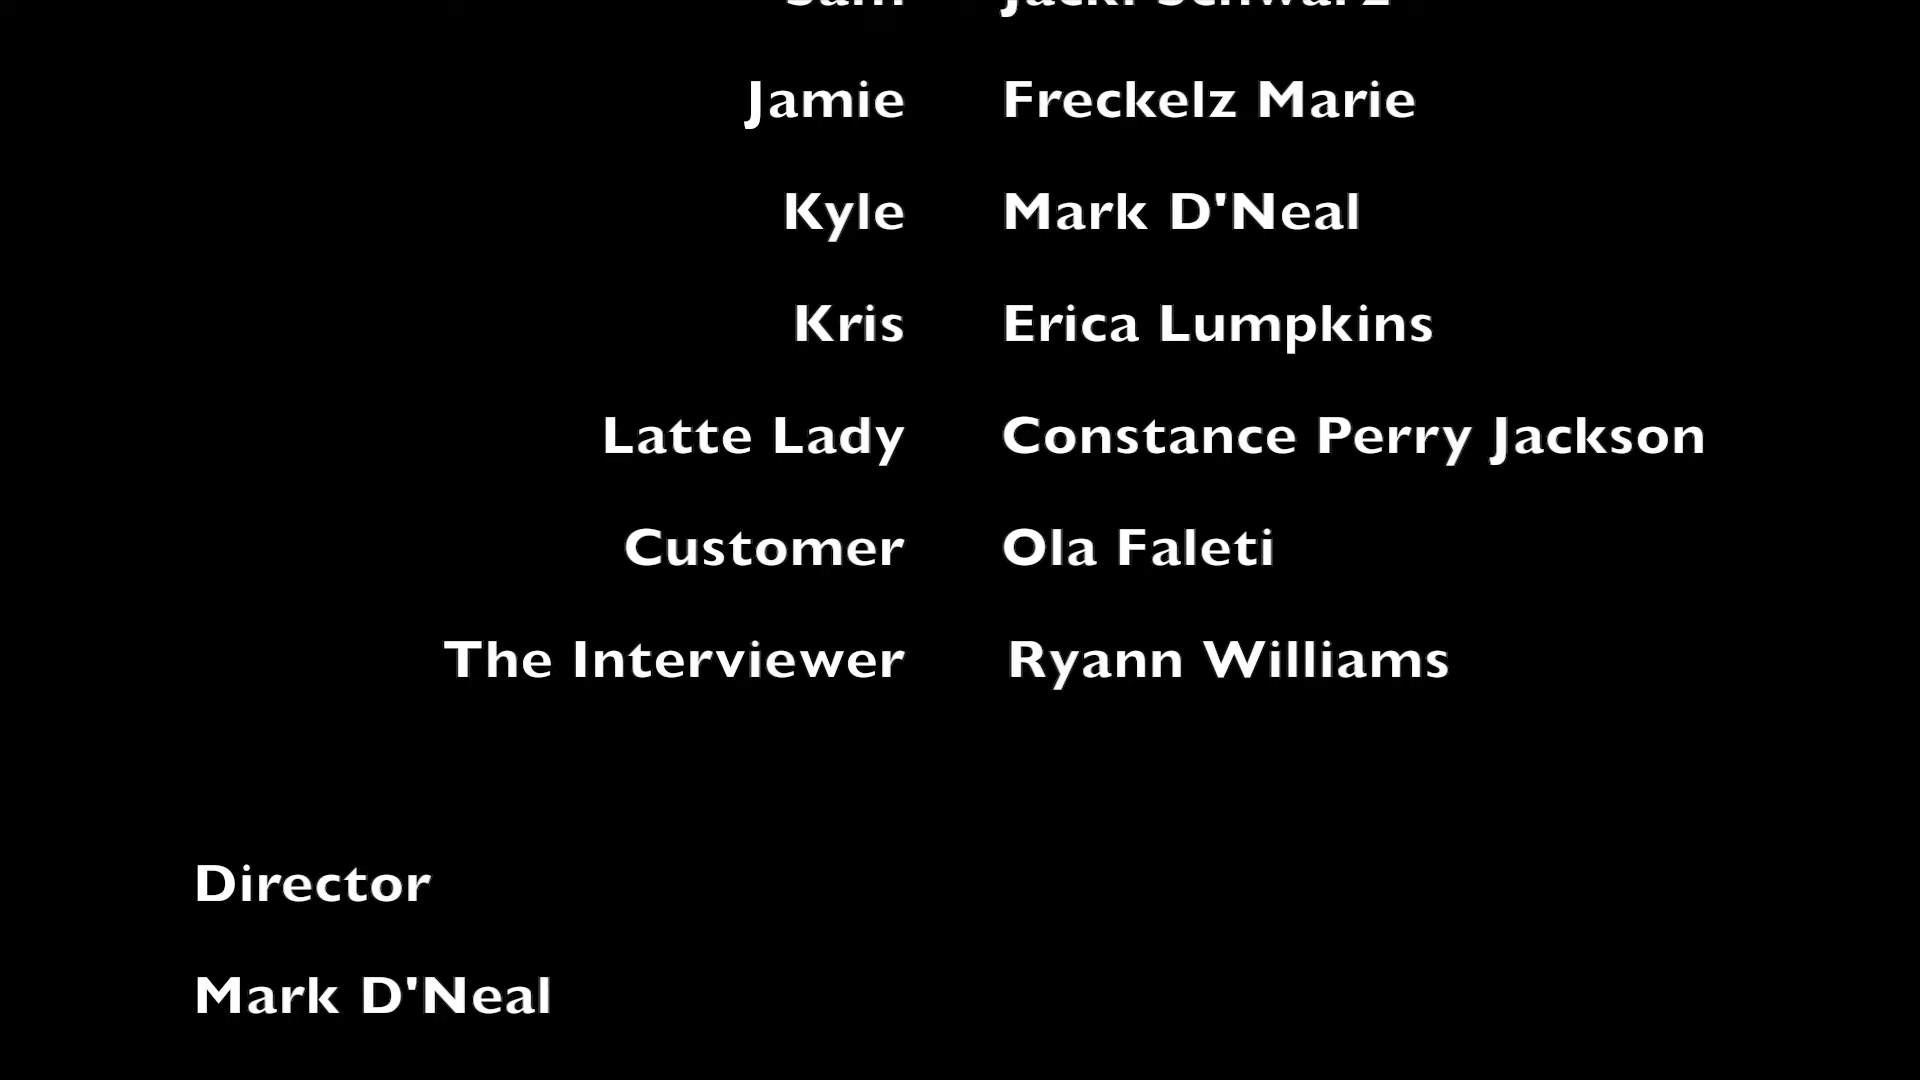 Sam Jacki Schwarz
Jamie Freckelz Marie
Kyle Mark D'Neal
Kris Erica Lumpkins
Latte Lady Constance Perry Jackson
Customer Ola Faleti
The Interviewer Ryann Williams
Director
Mark D'Neal